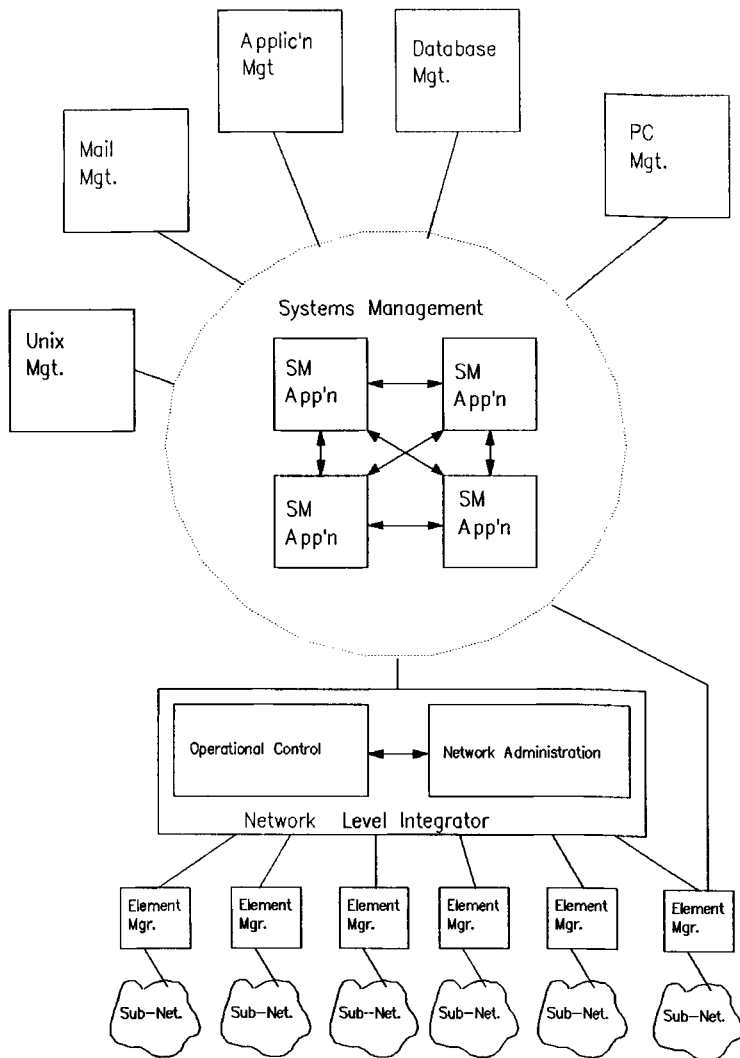 Applic'n
Mgt
Database
Mgt.
Mail
Mgt.
PC
Mgt.
Unix
Mgt.
Systems Management
SM
App'n
SM
App'n
SM
App'n
SM
App'n
Operational Control
Network Administration
Network Level Integrator
Element
Mgr.
Element
Mgr.
Element
Mgr.
Element
Mgr.
Element
Mgr.
Element
Mgr.
Sub-Net.
Sub-Net.
Sub-Net.
Sub-Net.
Sub-Net.
Sub-Net.